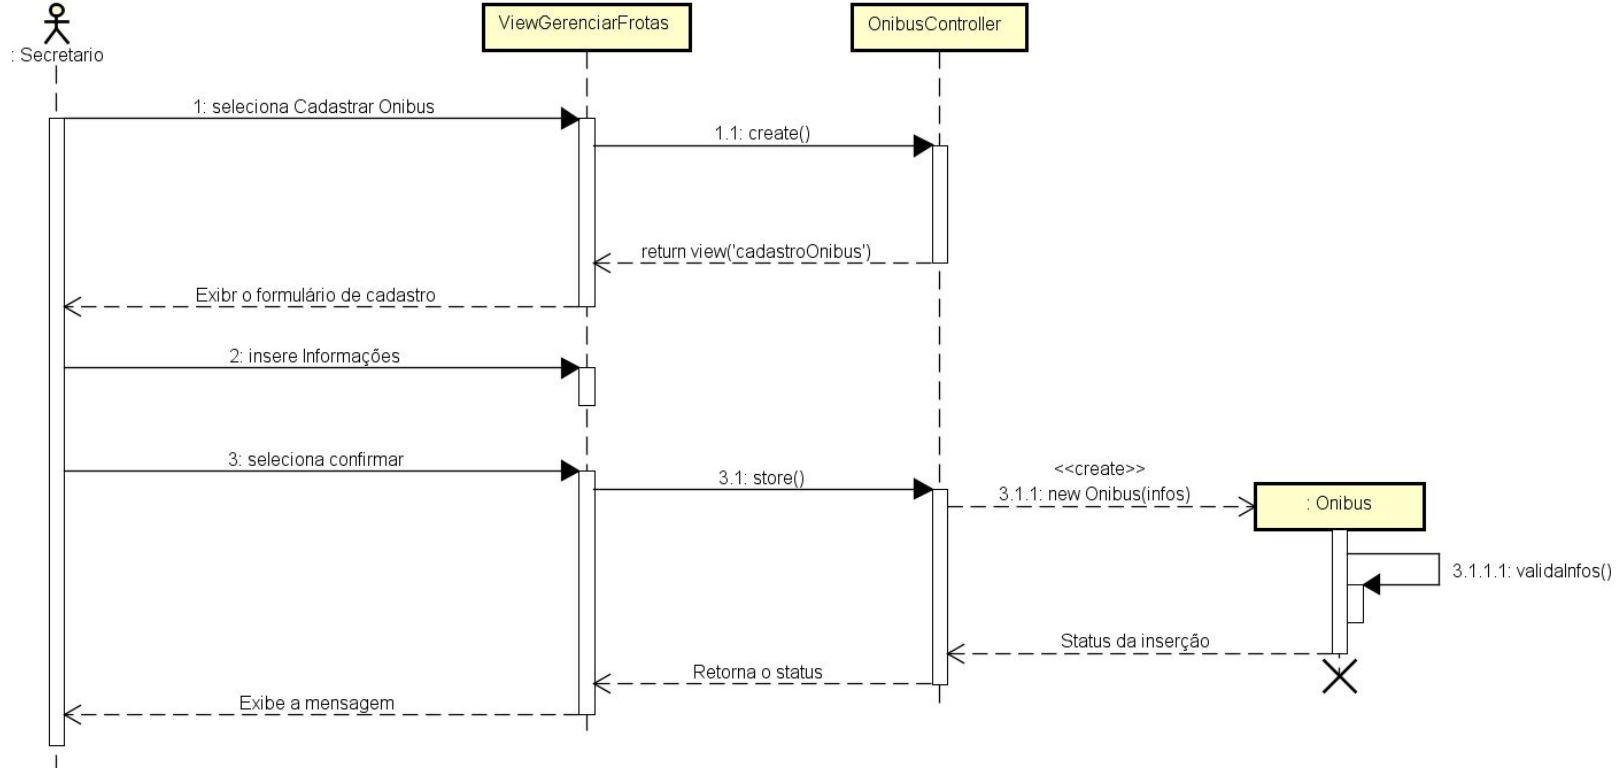 : Secretario
ViewGerenciarFrotas
OnibusController
1: seleciona Cadastrar Onibus
1.1: create()
return view('cadastroOnibus')
Exibr o formulário de cadastro
2: insere Informações
3: seleciona confirmar
3.1: store()
<<create>>
3.1.1: new Onibus(infos)
: Onibus
3.1.1.1: validaInfos()
Status da inserção
Retorna o status
Exibe a mensagem